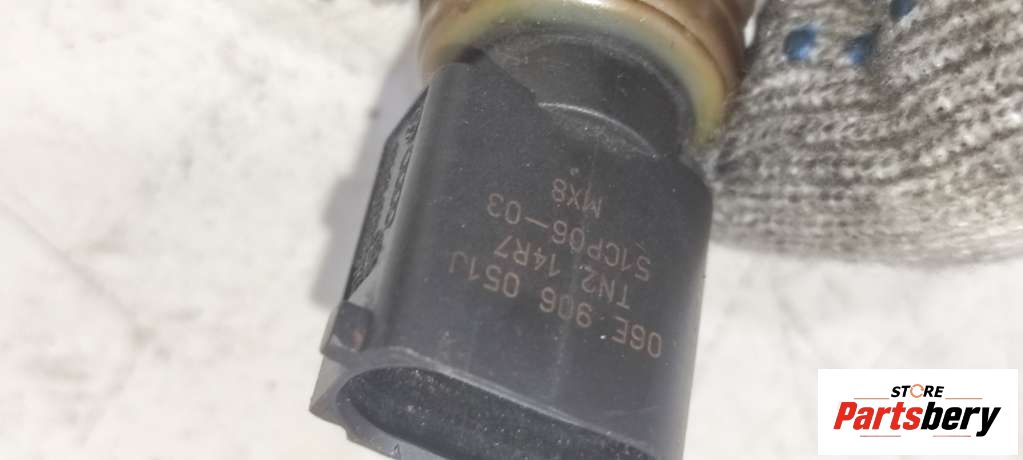 06E 906 051J
TN2 14R7
51CP06-03
MX8
STORE
Partsbery